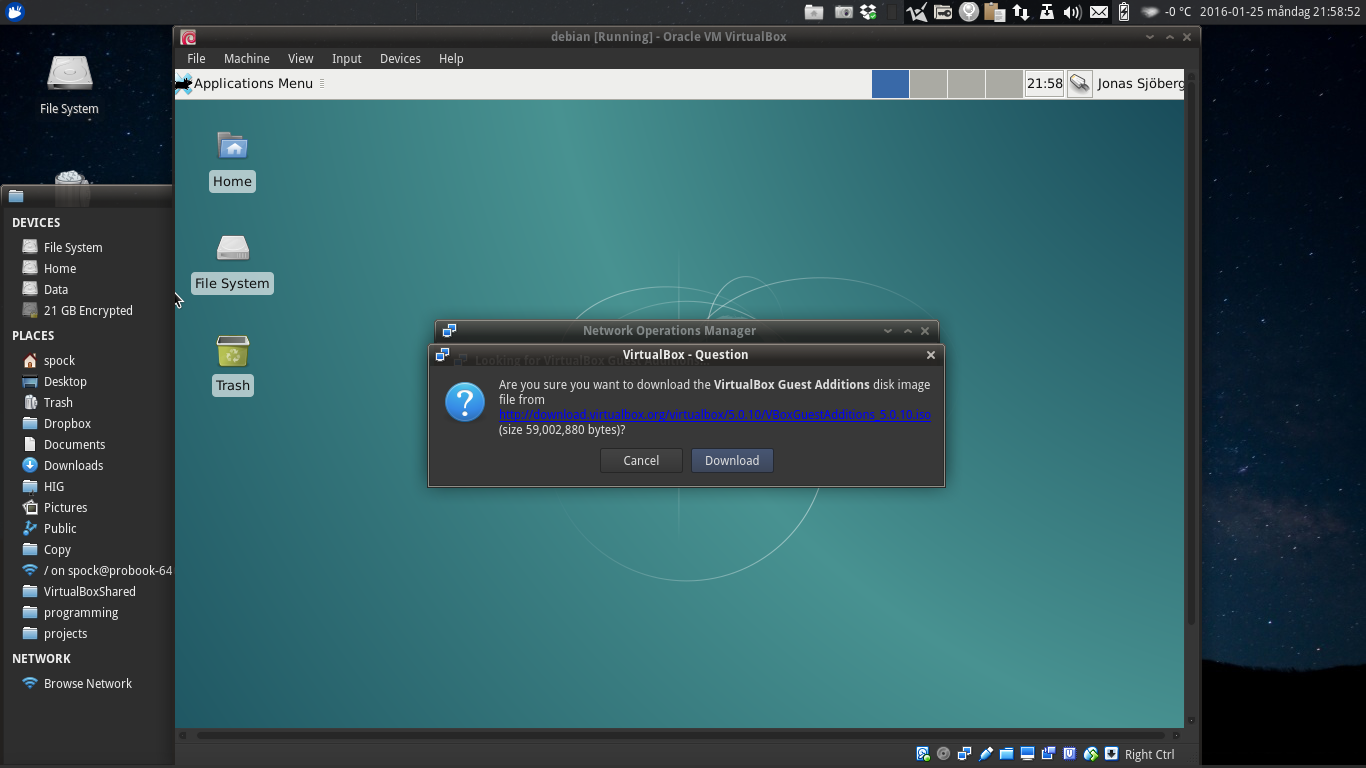 -0 °C 2016-01-25 måndag 21:58:52
File System
debian [Running] - Oracle VM VirtualBox
File Machine View Input Devices Help
Applications Menu
21:58
Jonas Sjöberg
Home
File System
Trash
DEVICES
File System
Home
Data
21 GB Encrypted
PLACES
spock
Desktop
Trash
Dropbox
Documents
Downloads
HIG
Pictures
Public
Copy
/ on spock@probook-64
VirtualBoxShared
programming
projects
NETWORK
Browse Network
Network Operations Manager
VirtualBox - Question
Looking for VirtualBox Guest
Are you sure you want to download the VirtualBox Guest Additions disk image
file from
http://download.virtualbox.org/virtualbox/5.0.10/VBoxGuestAdditions_5.0.10.iso
(size 59,002,880 bytes)?
Cancel Download
Right Ctrl